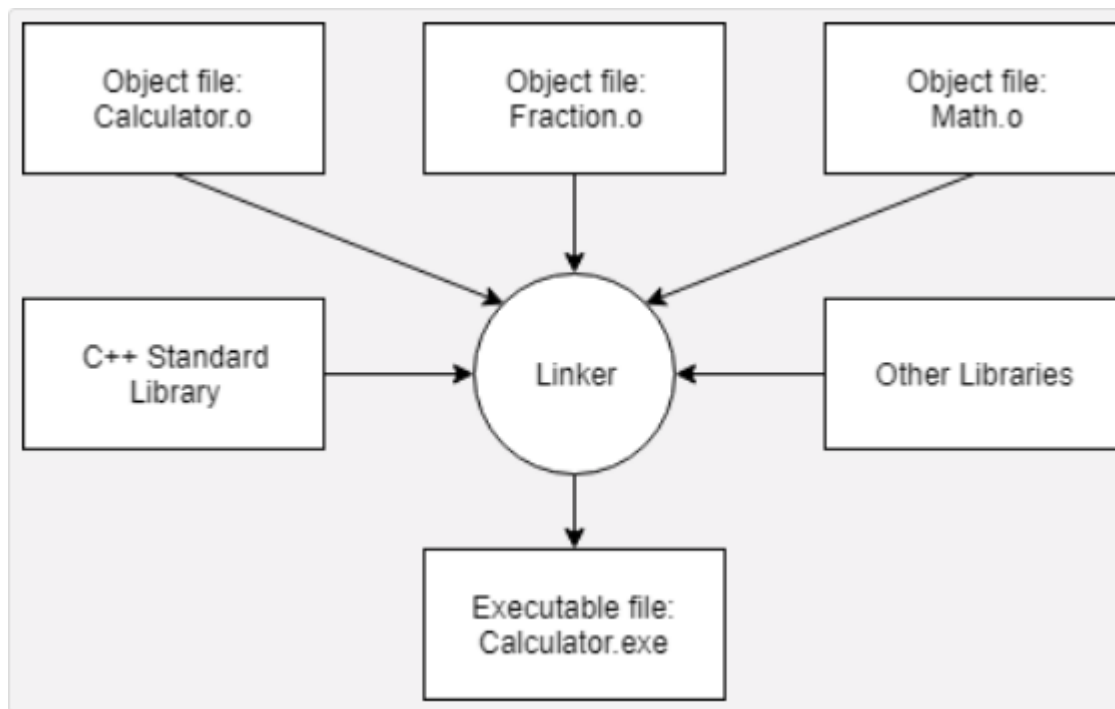 Object file:
Calculator.o
Object file:
Fraction.o
Object file:
Math.o
C++ Standard
Library
Linker
Other Libraries
Executable file:
Calculator.exe